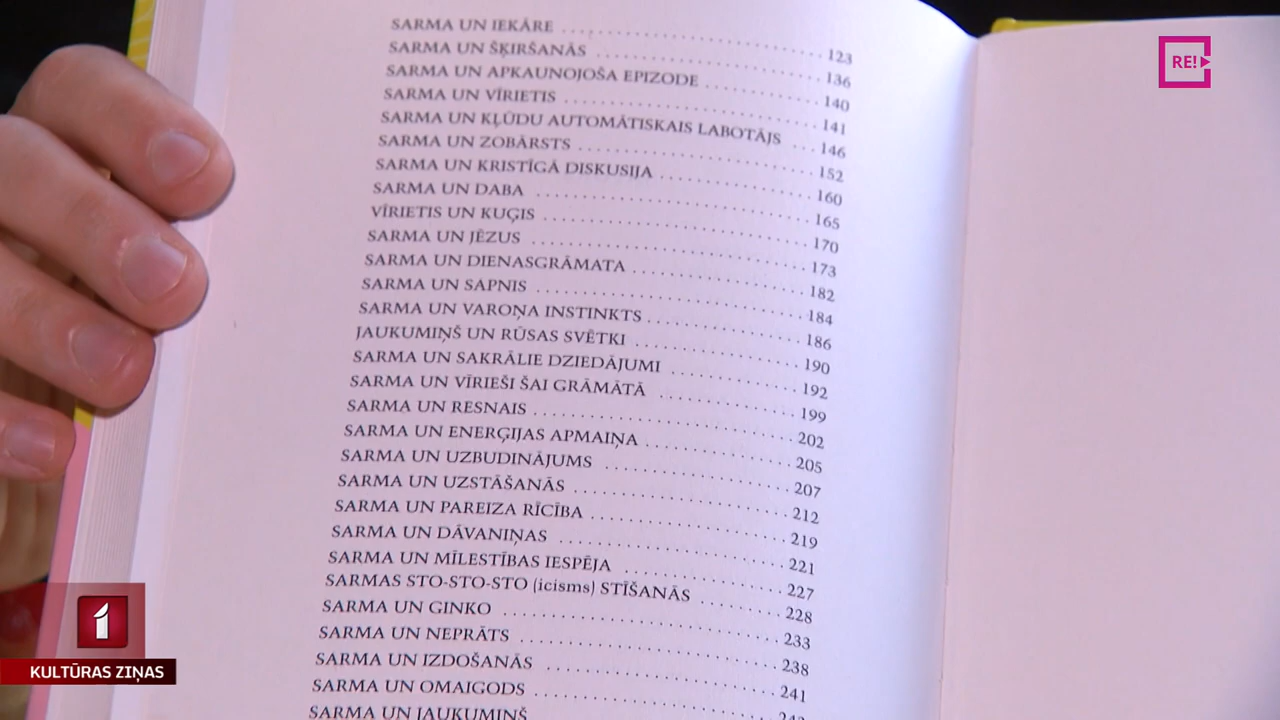 SARMA UN IEKĀRE 123
SARMA UN ŠĶIRŠANĀS 136
SARMA UN APKAUNOJOŠA EPIZODE 140
SARMA UN VĪRIETIS 141
SARMA UN KĻŪDU AUTOMĀTISKAIS LABOTĀJS 146
SARMA UN ZOBĀRSTS 152
SARMA UN KRISTĪGĀ DISKUSIJA 160
SARMA UN DABA 165
VĪRIETIS UN KUĢIS 170
SARMA UN JĒZUS 173
SARMA UN DIENASGRĀMATA 182
SARMA UN SAPNIS 184
SARMA UN VAROŅA INSTINKTS 186
JAUKUMIŅŠ UN RŪSAS SVĒTKI 190
SARMA UN SAKRĀLIE DZIEDĀJUMI 192
SARMA UN VĪRIEŠI ŠAI GRĀMATĀ 199
SARMA UN RESNAIS 202
SARMA UN ENERĢIJAS APMAIŅA 205
SARMA UN UZBUDINĀJUMS 207
SARMA UN UZSTĀŠANĀS 212
SARMA UN PAREIZA RĪCĪBA 219
SARMA UN DĀVANIŅAS 221
SARMA UN MĪLESTĪBAS IESPĒJA 227
SARMAS STO-STO-STO (icisms) STĪŠANĀS 228
SARMA UN GINKO 233
SARMA UN NEPRĀTS 238
SARMA UN IZDOŠANĀS 241
SARMA UN OMAIGODS
SARMA UN JAUKUMIŅŠ
RE!
1
KULTŪRAS ZIŅAS